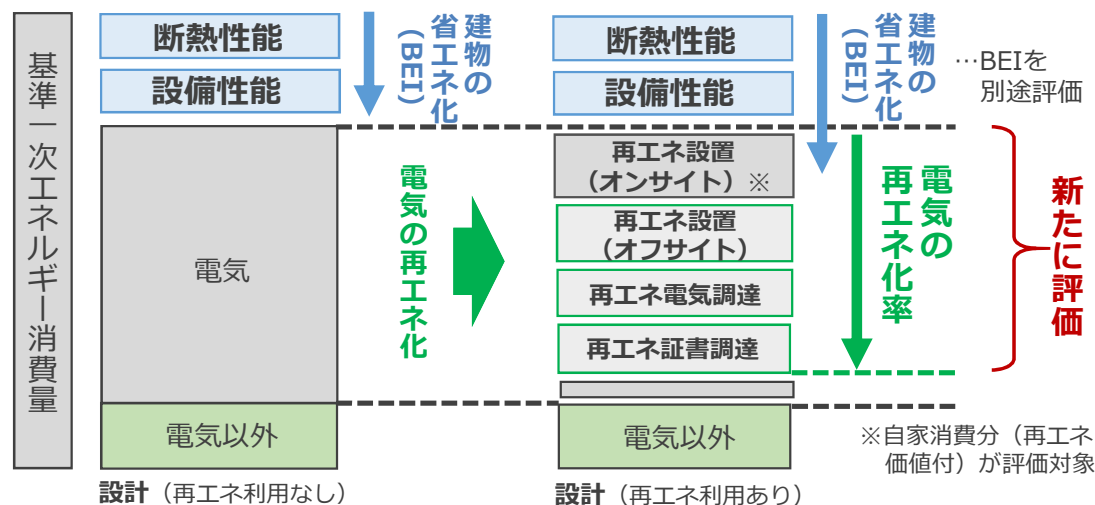 基準一次エネルギー消費量
断熱性能
設備性能
建物の
省エネ化
(BEI)
電気
電気以外
設計（再エネ利用なし）
電気の再エネ化
断熱性能
設備性能
建物の
省エネ化
(BEI)
…BEIを
別途評価
再エネ設置
（オンサイト）※
再エネ設置
（オフサイト）
再エネ電気調達
再エネ証書調達
電気以外
設計（再エネ利用あり）
電気の
再エネ化率
新たに評価
※自家消費分（再エネ
価値付）が評価対象